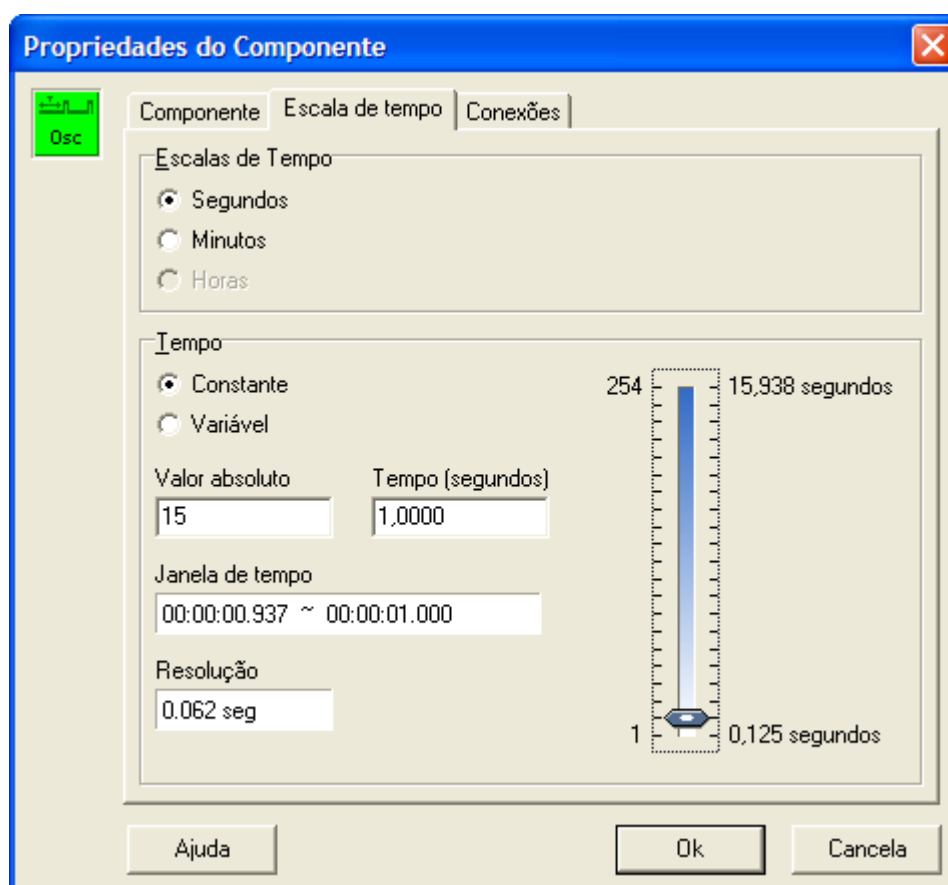 Propriedades do Componente
Osc
Componente Escala de tempo Conexões
Escalas de Tempo
Segundos
Minutos
Horas
Tempo
Constante
Variável
254 15,938 segundos
Valor absoluto Tempo (segundos)
15 1,0000
Janela de tempo
00:00:00.937 ~ 00:00:01.000
Resolução
0.062 seg
1 0,125 segundos
Ajuda Ok Cancela